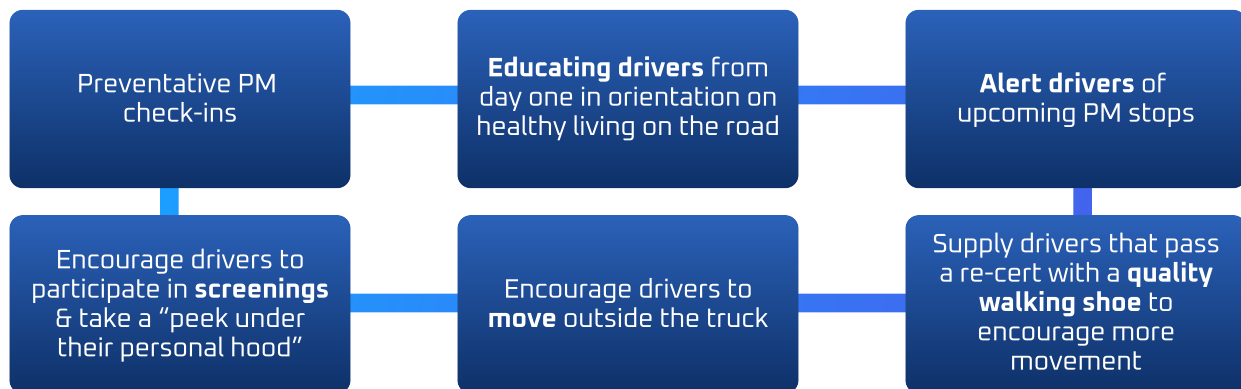 Preventative PM
check-ins
Educating drivers from
day one in orientation on
healthy living on the road
Alert drivers of
upcoming PM stops
Encourage drivers to
participate in screenings
& take a “peek under
their personal hood”
Encourage drivers to
move outside the truck
Supply drivers that pass
a re-cert with a quality
walking shoe to
encourage more
movement